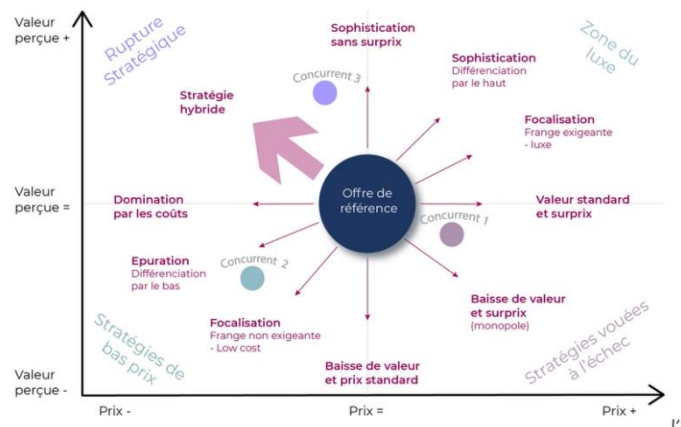 Valeur
perçue +
Rupture
Stratégique
Sophistication
sans surprix
Zone du
luxe
Concurrent 3
Sophistication
Différenciation
par le haut
Stratégie
hybride
Focalisation
Frange exigeante
- luxe
Valeur
perçue =
Domination
par les coûts
Offre de
référence
Concurrent 1
Valeur standard
et surprix
Epuration
Différenciation
par le bas
Concurrent 2
Baisse de valeur
et surprix
(monopole)
Stratégies de
bas prix
Focalisation
Frange non exigeante
- Low cost
Stratégies vouées
à l'échec
Baisse de valeur
et prix standard
Valeur
perçue -
Prix -
Prix =
Prix +